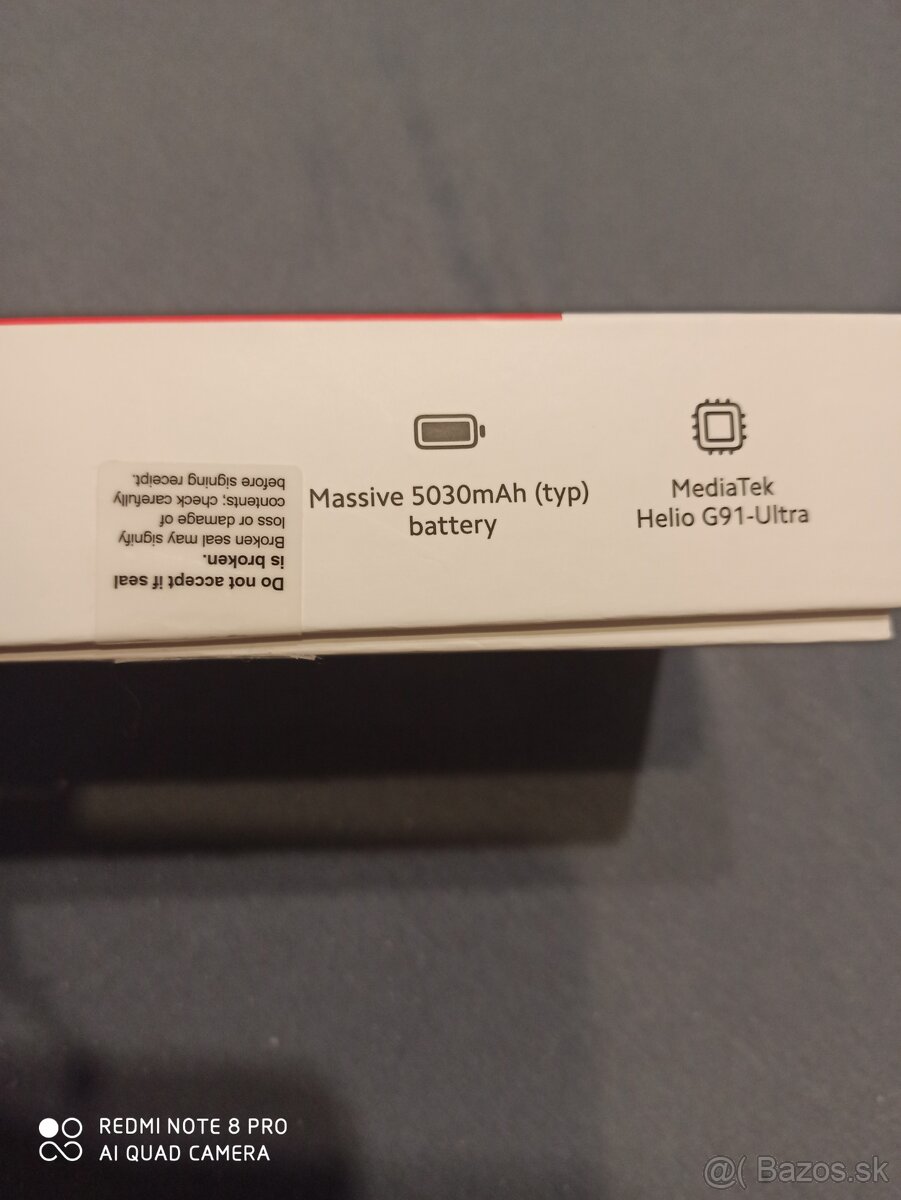 Massive 5030mAh (typ)
battery
MediaTek
Helio G91-Ultra
Do not accept if seal
is broken.
Broken seal may signify
loss or damage of
contents; check carefully
before signing receipt.
REDMI NOTE 8 PRO
AI QUAD CAMERA
@( Bazos.sk